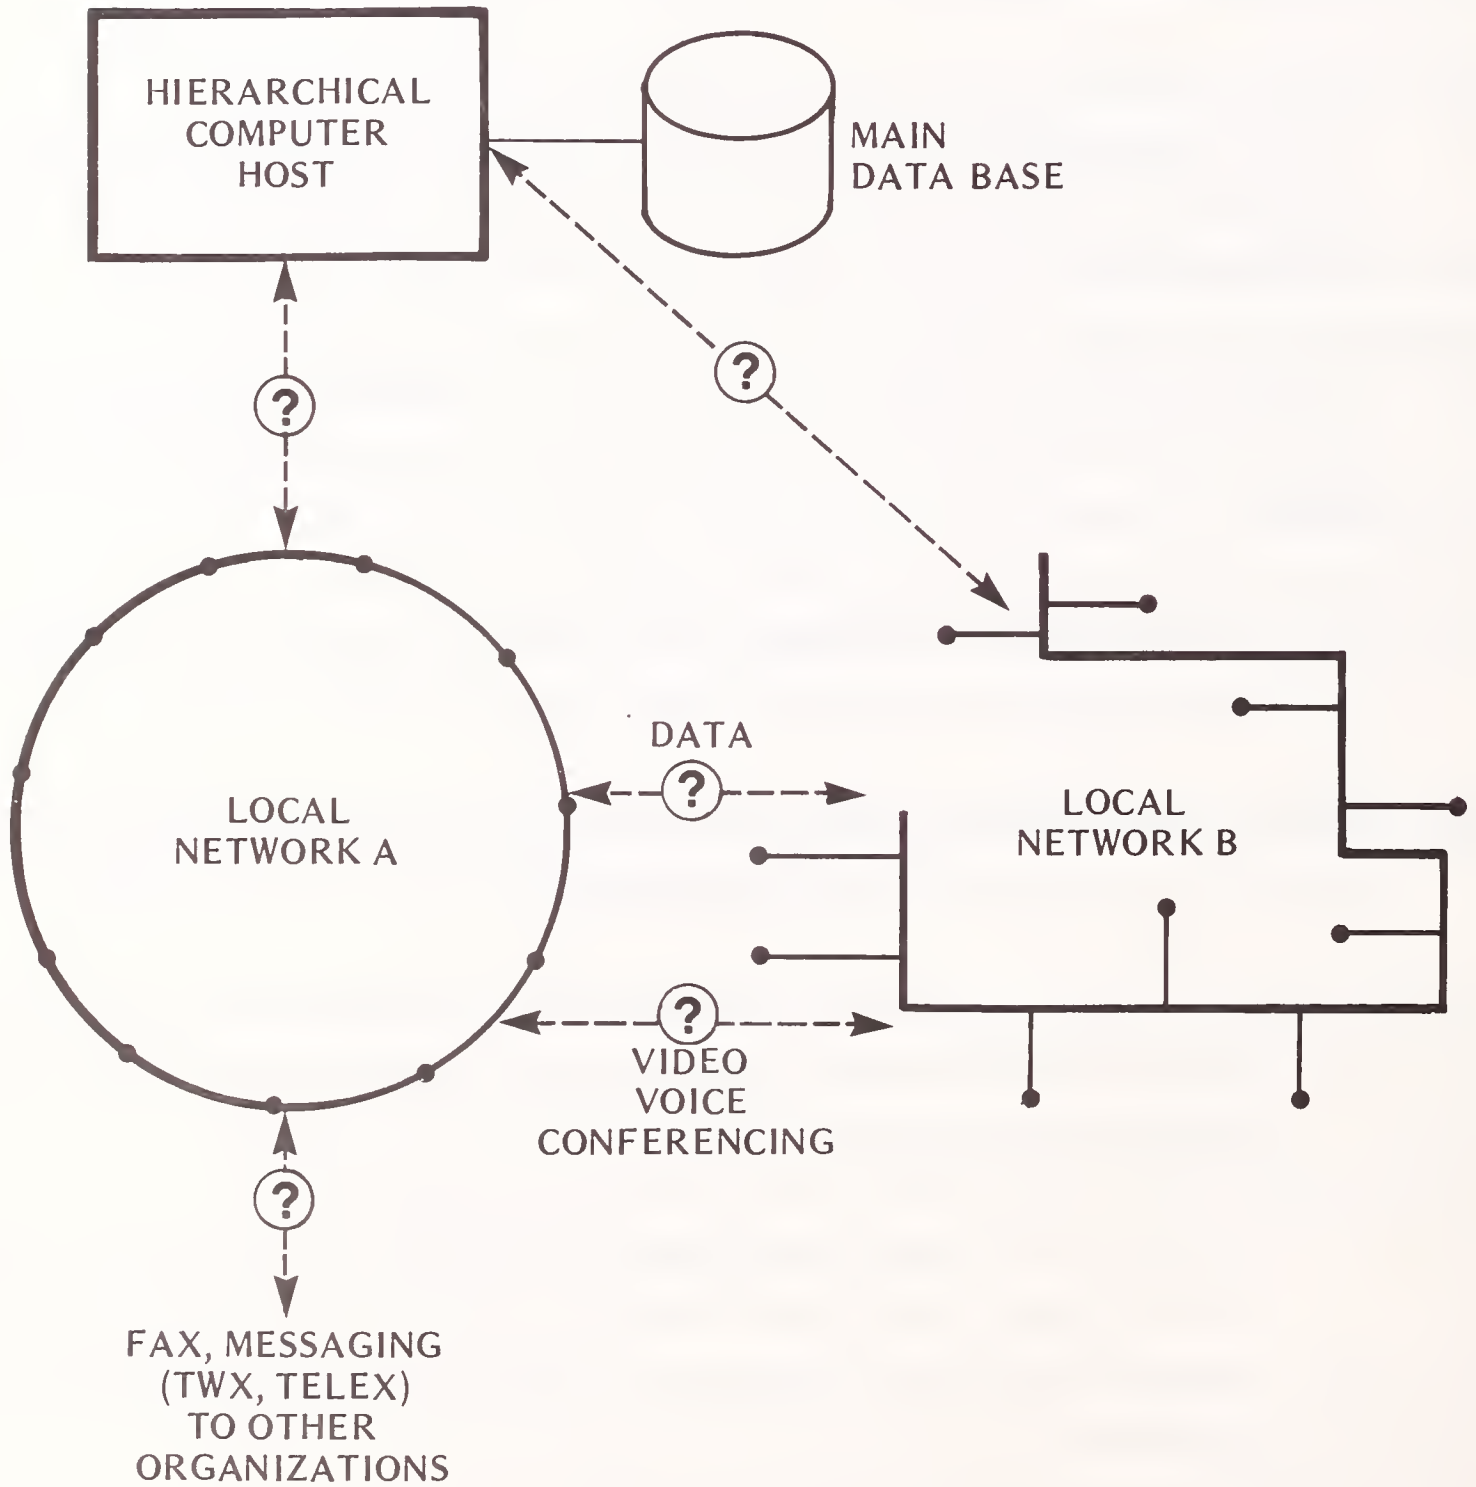 HIERARCHICAL
COMPUTER
HOST
MAIN
DATA BASE
?
?
DATA
?
LOCAL
NETWORK A
LOCAL
NETWORK B
?
VIDEO
VOICE
CONFERENCING
?
FAX, MESSAGING
(TWX, TELEX)
TO OTHER
ORGANIZATIONS